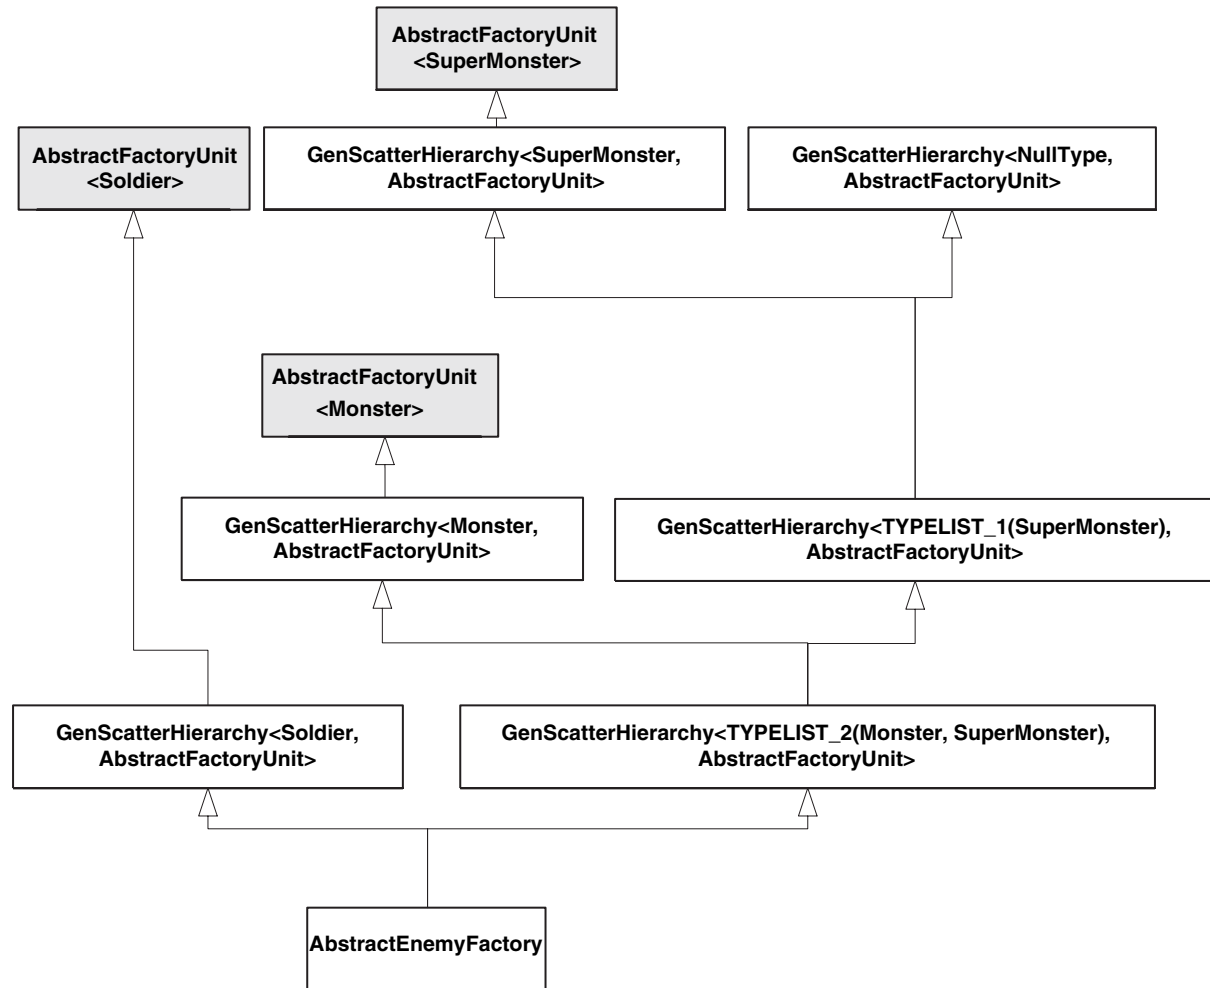 AbstractFactoryUnit
<SuperMonster>
AbstractFactoryUnit
<Soldier>
GenScatterHierarchy<SuperMonster,
AbstractFactoryUnit>
GenScatterHierarchy<NullType,
AbstractFactoryUnit>
AbstractFactoryUnit
<Monster>
GenScatterHierarchy<Monster,
AbstractFactoryUnit>
GenScatterHierarchy<TYPELIST_1(SuperMonster),
AbstractFactoryUnit>
GenScatterHierarchy<Soldier,
AbstractFactoryUnit>
GenScatterHierarchy<TYPELIST_2(Monster, SuperMonster),
AbstractFactoryUnit>
AbstractEnemyFactory